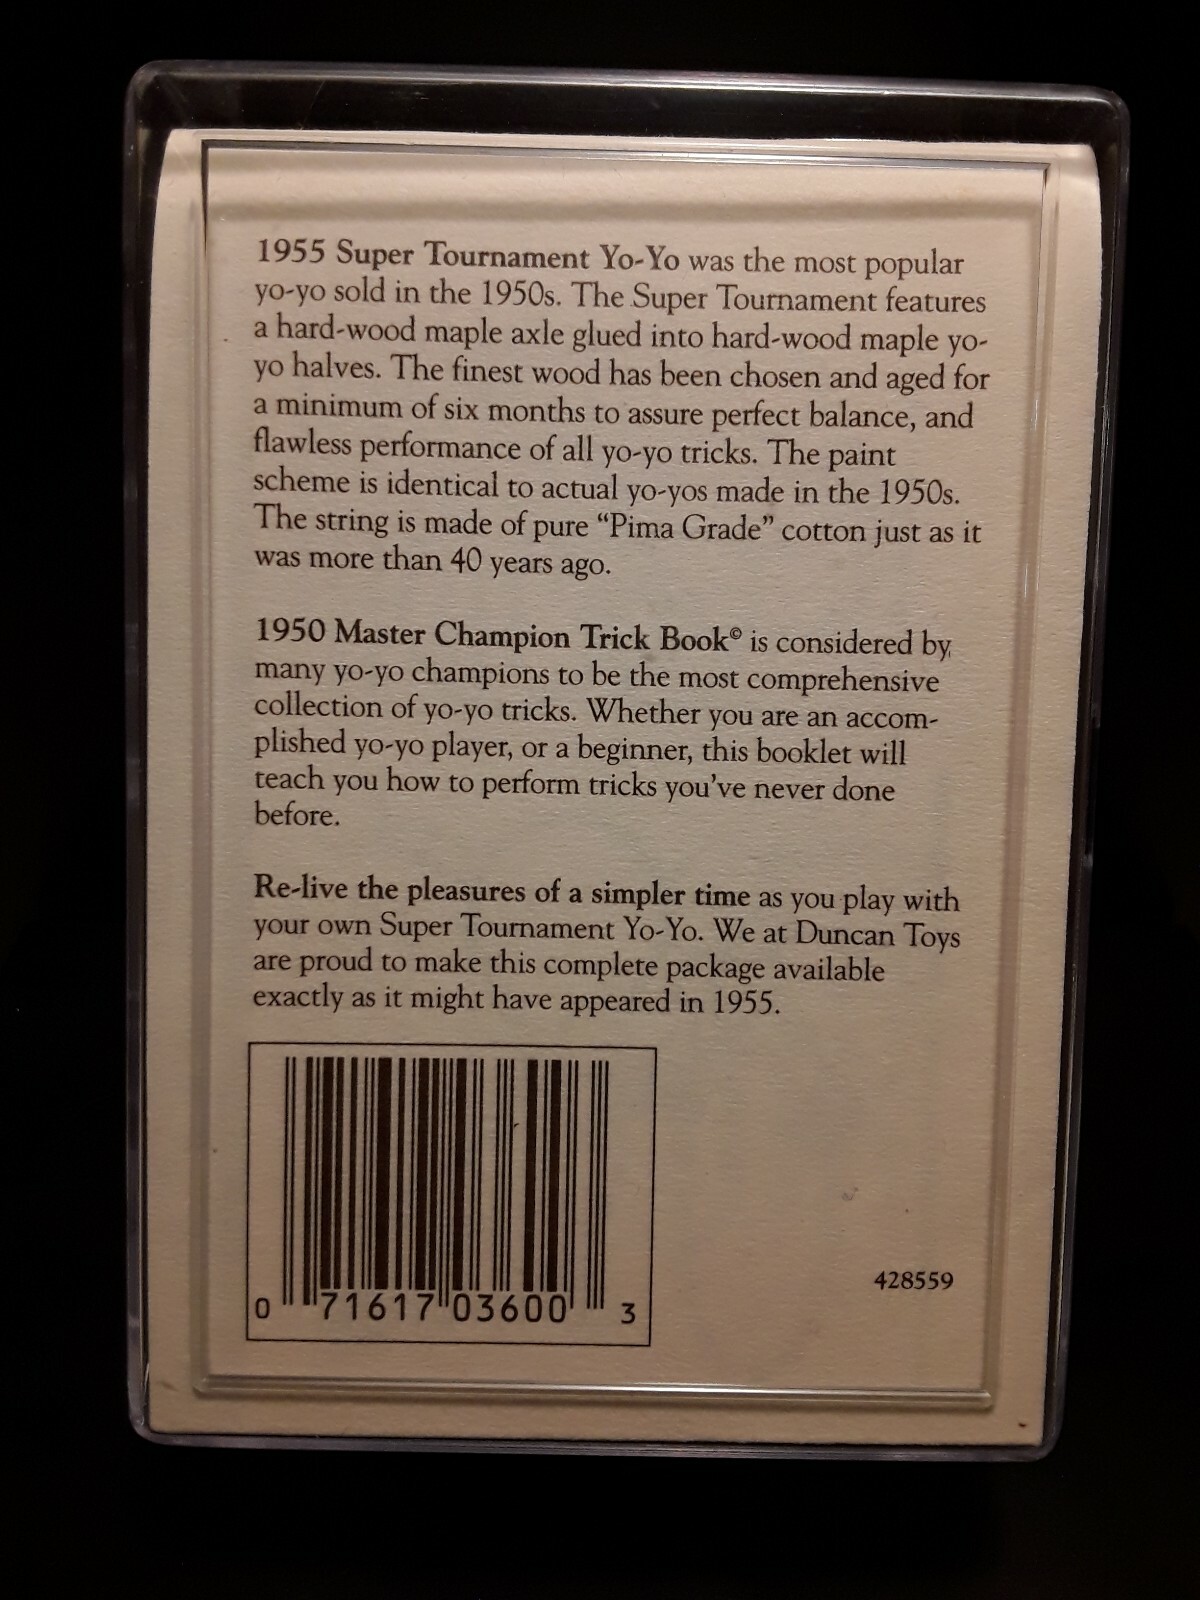 1955 Super Tournament Yo-Yo was the most popular
yo-yo sold in the 1950s. The Super Tournament features
a hard-wood maple axle glued into hard-wood maple yo-
yo halves. The finest wood has been chosen and aged for
a minimum of six months to assure perfect balance, and
flawless performance of all yo-yo tricks. The paint
scheme is identical to actual yo-yos made in the 1950s.
The string is made of pure “Pima Grade” cotton just as it
was more than 40 years ago.
1950 Master Champion Trick Book© is considered by
many yo-yo champions to be the most comprehensive
collection of yo-yo tricks. Whether you are an accom-
plished yo-yo player, or a beginner, this booklet will
teach you how to perform tricks you've never done
before.
Re-live the pleasures of a simpler time as you play with
your own Super Tournament Yo-Yo. We at Duncan Toys
are proud to make this complete package available
exactly as it might have appeared in 1955.
428559
0 71617 03600 3